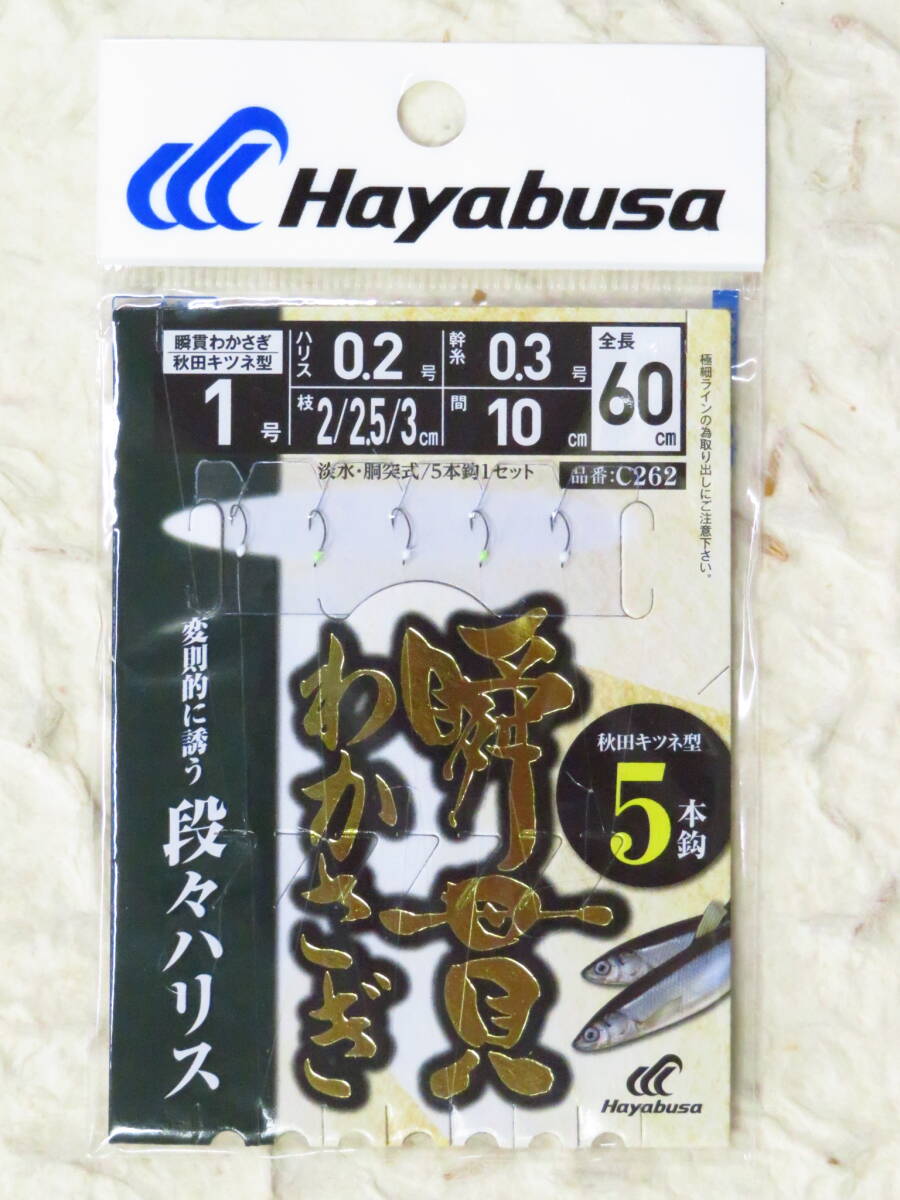 Hayabusa
瞬貫わかさぎ
秋田キツネ型
1号
ハリス 0.2号
幹糸 0.3号
全長 60cm
枝 2/2.5/3cm
間 10cm
淡水・胴突式/5本鈎1セット
品番:C262
極細ラインの為取り出しにご注意下さい。
瞬貫
わかさぎ
変則的に誘う 段々ハリス
秋田キツネ型
5本鈎
Hayabusa